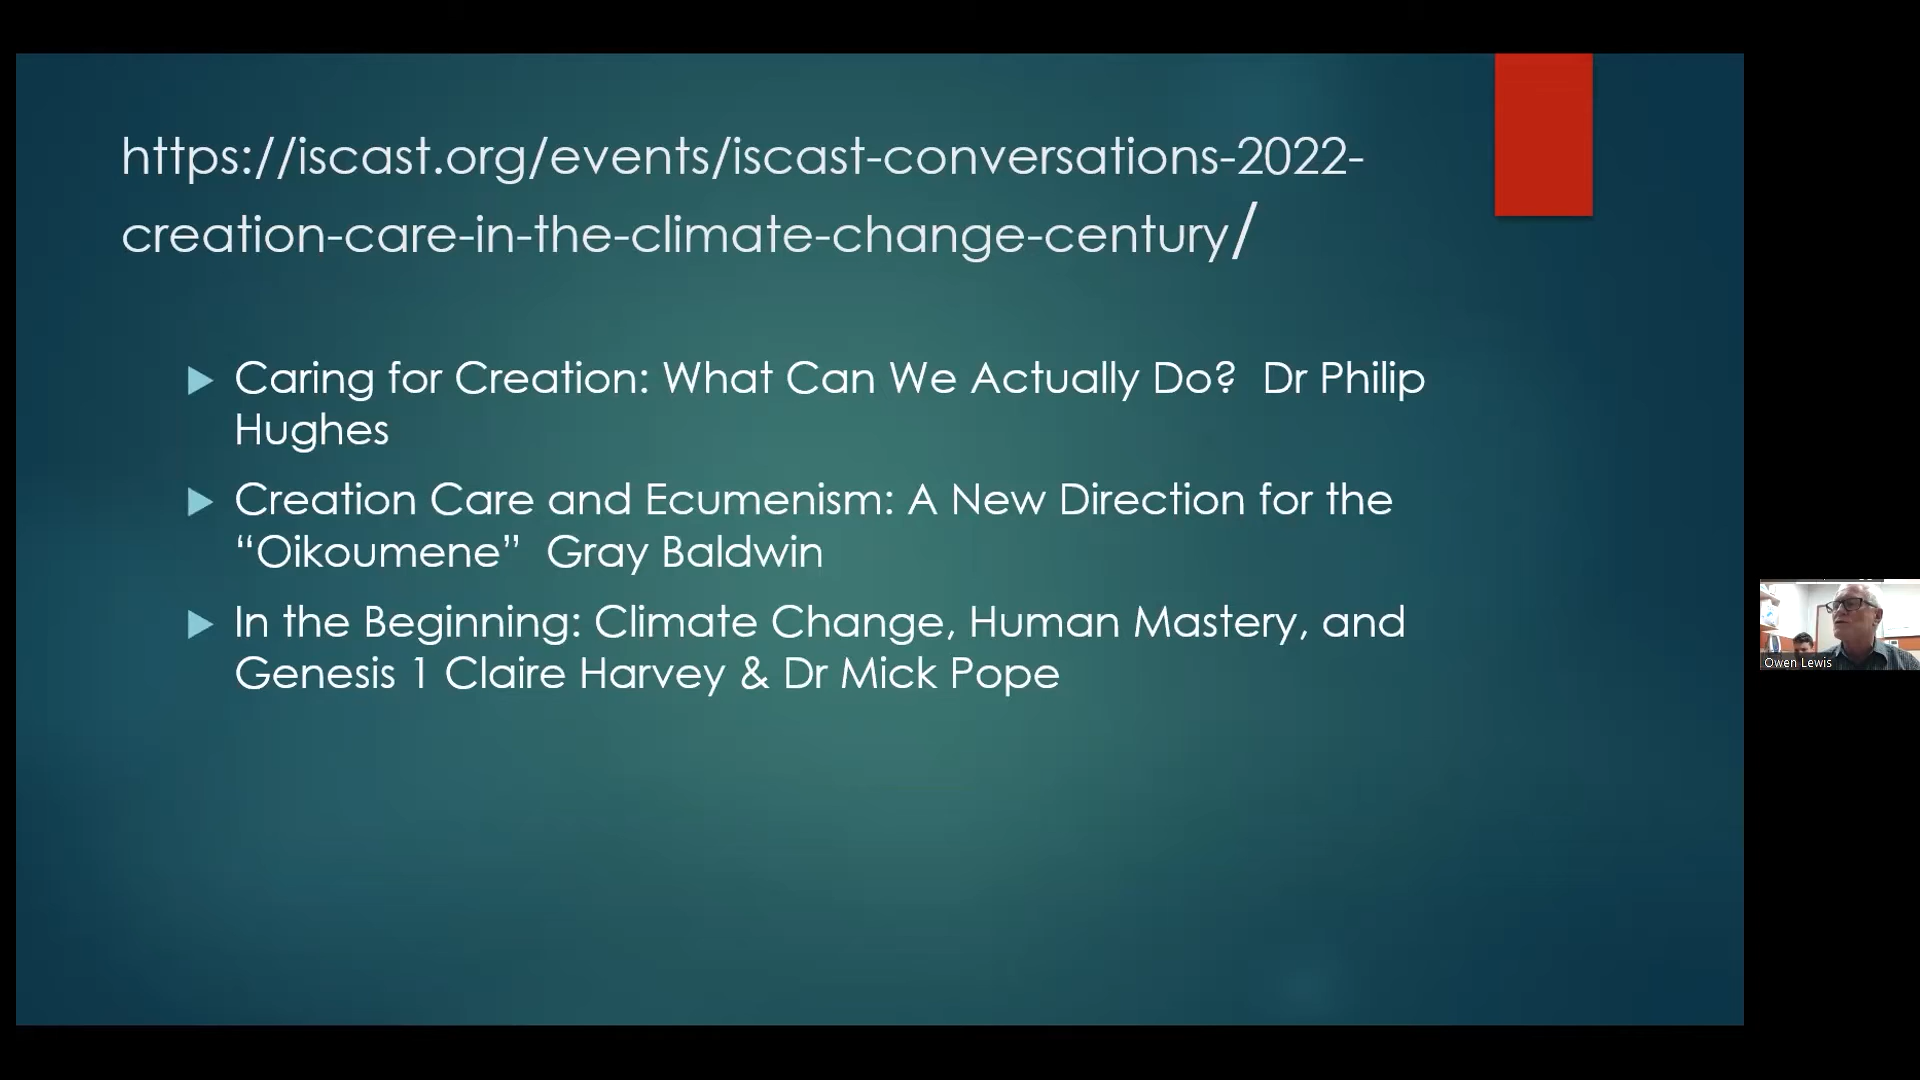 https://iscast.org/events/iscast-conversations-2022-
creation-care-in-the-climate-change-century/
Caring for Creation: What Can We Actually Do? Dr Philip
Hughes
Creation Care and Ecumenism: A New Direction for the
“Oikoumene” Gray Baldwin
In the Beginning: Climate Change, Human Mastery, and
Genesis 1 Claire Harvey & Dr Mick Pope
Owen Lewis